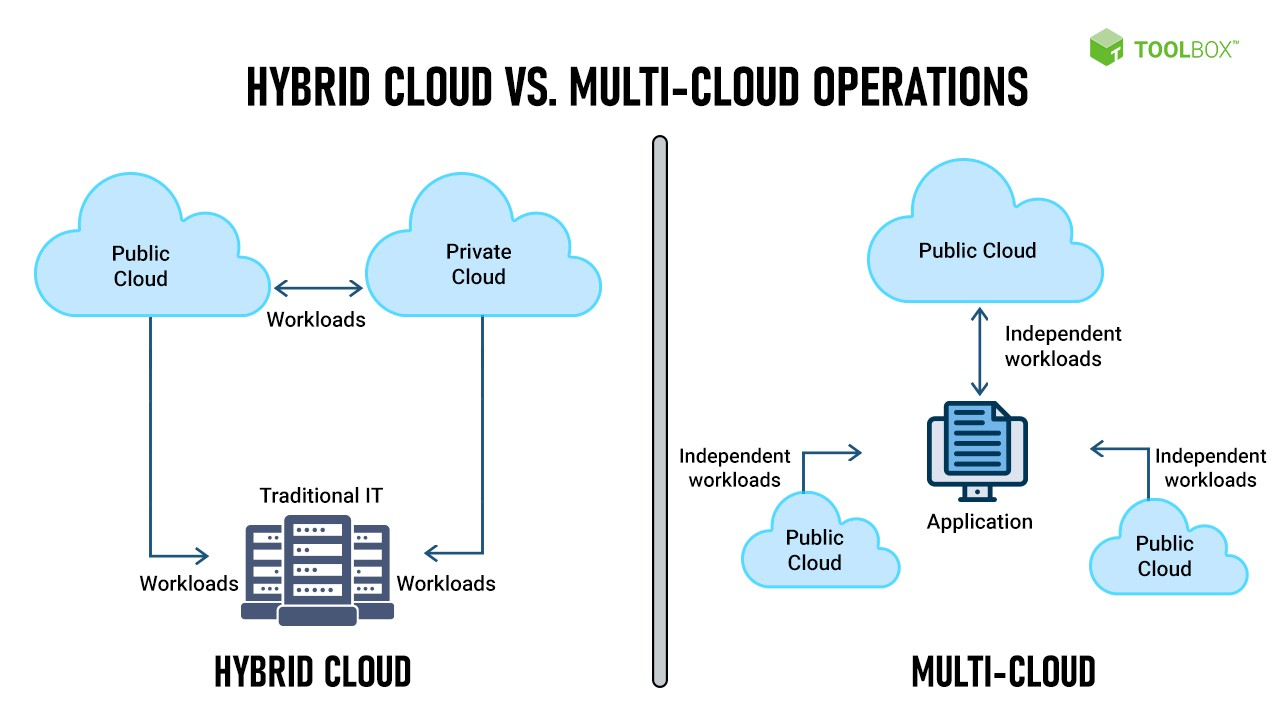 TOOLBOX™
HYBRID CLOUD VS. MULTI-CLOUD OPERATIONS
Public
Cloud
Private
Cloud
Workloads
Traditional IT
Workloads
Workloads
HYBRID CLOUD
Public Cloud
Independent
workloads
Independent
workloads
Independent
workloads
Application
Public
Cloud
Public
Cloud
MULTI-CLOUD